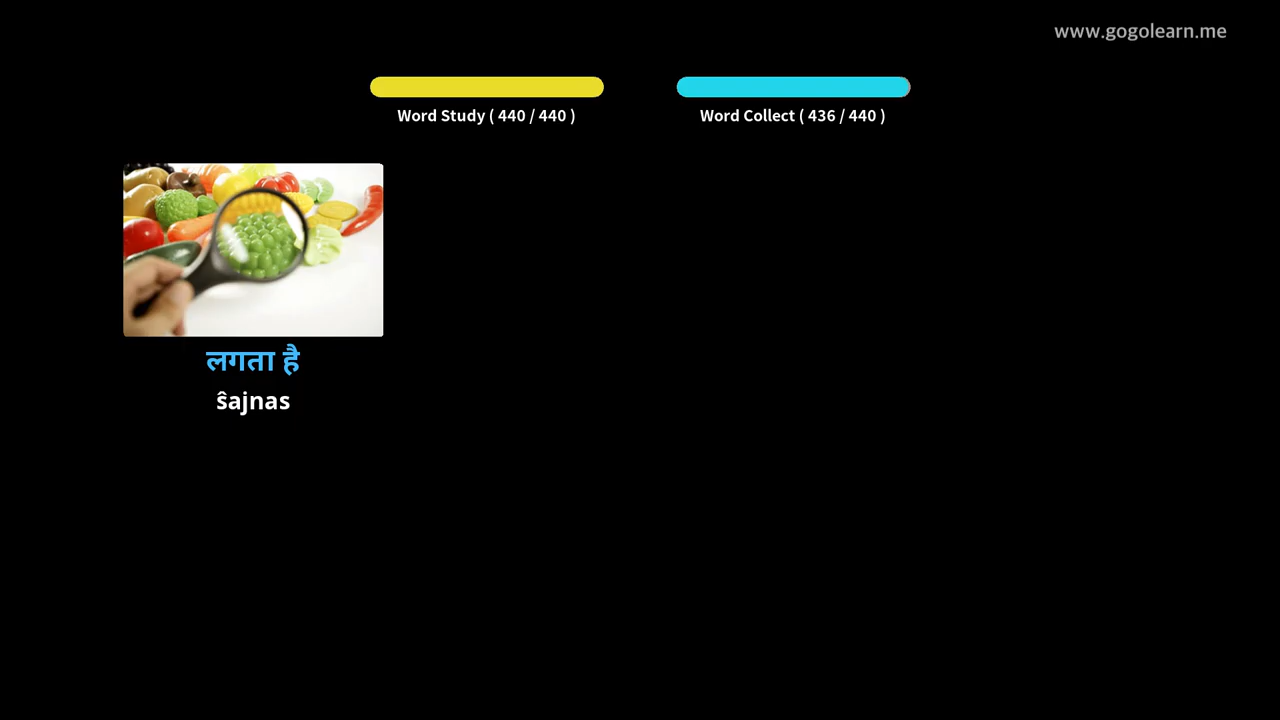 www.gogolearn.me
Word Study ( 440 / 440 )
Word Collect ( 436 / 440 )
लगता है
ŝajnas